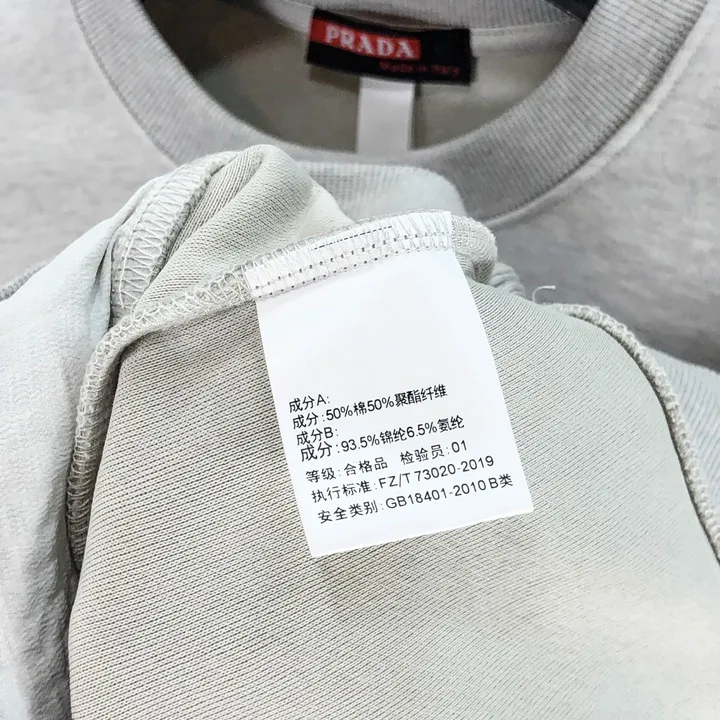 PRADA
Made in Italy
成分A:
成分:50%棉50%聚酯纤维
成分B:
成分:93.5%锦纶6.5%氨纶
等级:合格品 检验员:01
执行标准:FZ/T 73020-2019
安全类别:GB18401-2010 B类